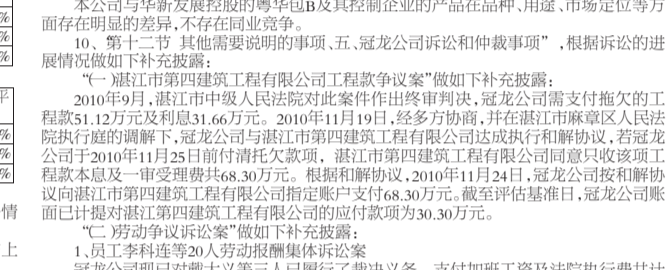 本公司与华新发展控股的粤华包B及其控制企业的产品在品种、用途、市场定位等方
面存在明显的差异，不存在同业竞争。
10、“第十二节 其他需要说明的事项、五、冠龙公司诉讼和仲裁事项”，根据诉讼的进
展情况做如下补充披露：
“（一）湛江市第四建筑工程有限公司工程款争议案”做如下补充披露：
2010年9月，湛江市中级人民法院对此案件作出终审判决，冠龙公司需支付拖欠的工
程款51.12万元及利息31.66万元。2010年11月19日，经多方协商，并在湛江市麻章区人民法
院执行庭的调解下，冠龙公司与湛江市第四建筑工程有限公司达成执行和解协议，若冠龙
公司于2010年11月25日前付清托欠款项，湛江市第四建筑工程有限公司同意只收该项工
程款本息及一审受理费共68.30万元。根据和解协议，2010年11月24日，冠龙公司按和解协
议向湛江市第四建筑工程有限公司指定账户支付68.30万元。截至评估基准日，冠龙公司账
面已计提对湛江第四建筑工程有限公司的应付款项为30.30万元。
“（二）劳动争议诉讼案”做如下补充披露：
1、员工李科连等20人劳动报酬集体诉讼案
%
%
%
平
%
%
%
情
上